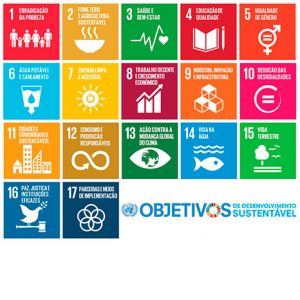 1 ERRADICAÇÃO
DA POBREZA
2 FOME ZERO
E AGRICULTURA
SUSTENTÁVEL
3 SAÚDE E
BEM-ESTAR
4 EDUCAÇÃO DE
QUALIDADE
5 IGUALDADE
DE GÊNERO
6 ÁGUA POTÁVEL
E SANEAMENTO
7 ENERGIA LIMPA
E ACESSÍVEL
8 TRABALHO DECENTE
E CRESCIMENTO
ECONÔMICO
9 INDÚSTRIA, INOVAÇÃO
E INFRAESTRUTURA
10 REDUÇÃO DAS
DESIGUALDADES
11 CIDADES E
COMUNIDADES
SUSTENTÁVEIS
12 CONSUMO E
PRODUÇÃO
RESPONSÁVEIS
13 AÇÃO CONTRA A
MUDANÇA GLOBAL
DO CLIMA
14 VIDA NA
ÁGUA
15 VIDA
TERRESTRE
16 PAZ, JUSTIÇA E
INSTITUIÇÕES
EFICAZES
17 PARCERIAS E MEIOS
DE IMPLEMENTAÇÃO
OBJETIVOS
DE DESENVOLVIMENTO
SUSTENTÁVEL